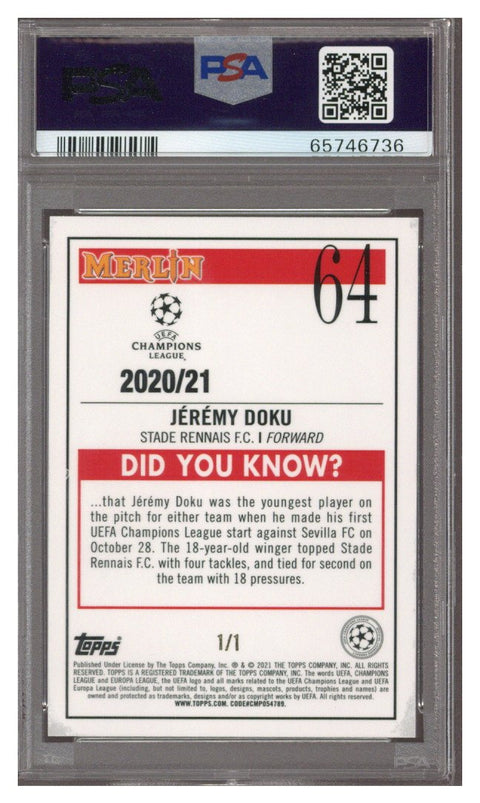 PSA
PSA
65746736
MERLIN
64
UEFA
CHAMPIONS
LEAGUE
2020/21
JÉRÉMY DOKU
STADE RENNAIS F.C. I FORWARD
DID YOU KNOW?
...that Jérémy Doku was the youngest player on
the pitch for either team when he made his first
UEFA Champions League start against Sevilla FC on
October 28. The 18-year-old winger topped Stade
Rennais F.C. with four tackles, and tied for second on
the team with 18 pressures.
topps
1/1
Published Under License by The Topps Company, Inc. ® & © 2021 THE TOPPS COMPANY, INC. ALL RIGHTS
RESERVED. TOPPS IS A REGISTERED TRADEMARK OF THE TOPPS COMPANY, INC. The words UEFA, CHAMPIONS
LEAGUE and EUROPA LEAGUE, the UEFA logo and all marks related to the UEFA Champions League and UEFA
Europa League (including, but not limited to, logos, designs, mascots, products, trophies and names) are
owned and protected as trademarks, designs and/or as copyright works by UEFA. All rights reserved.
WWW.TOPPS.COM. CODE#CMP054789.
PSA